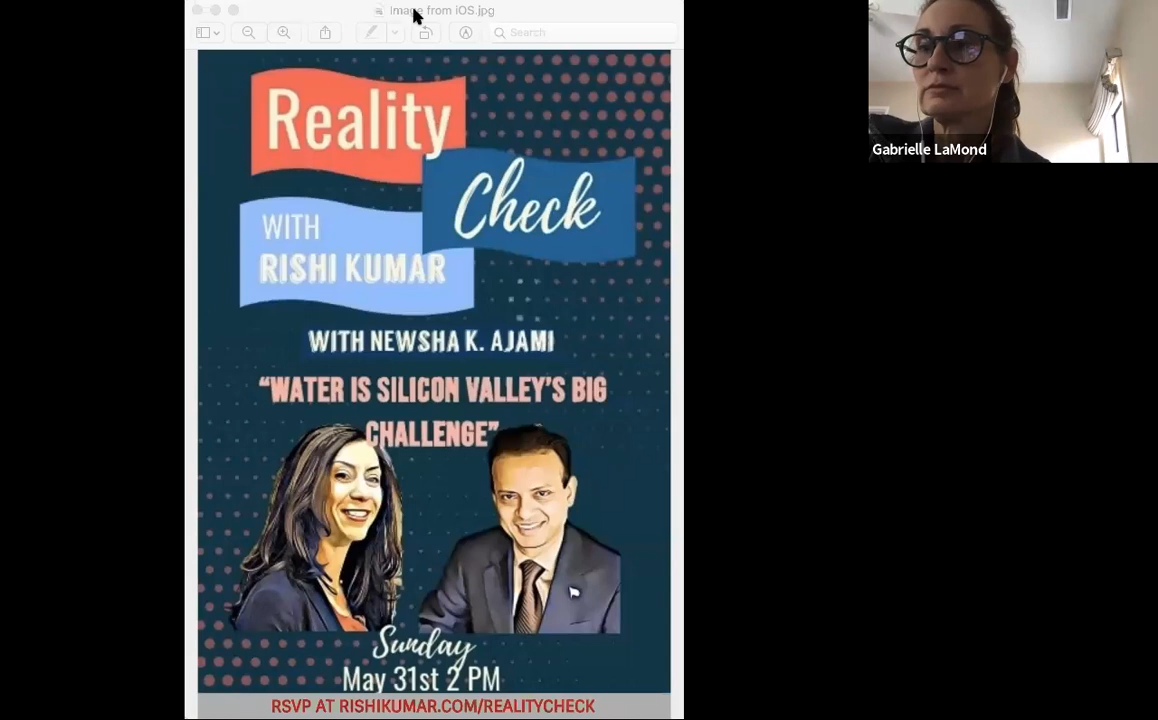 Image from iOS.jpg
Search
Reality
Check
WITH
RISHI KUMAR
WITH NEWSHA K. AJAMI
“WATER IS SILICON VALLEY’S BIG
CHALLENGE”
Sunday
May 31st 2 PM
RSVP AT RISHIKUMAR.COM/REALITYCHECK
Gabrielle LaMond